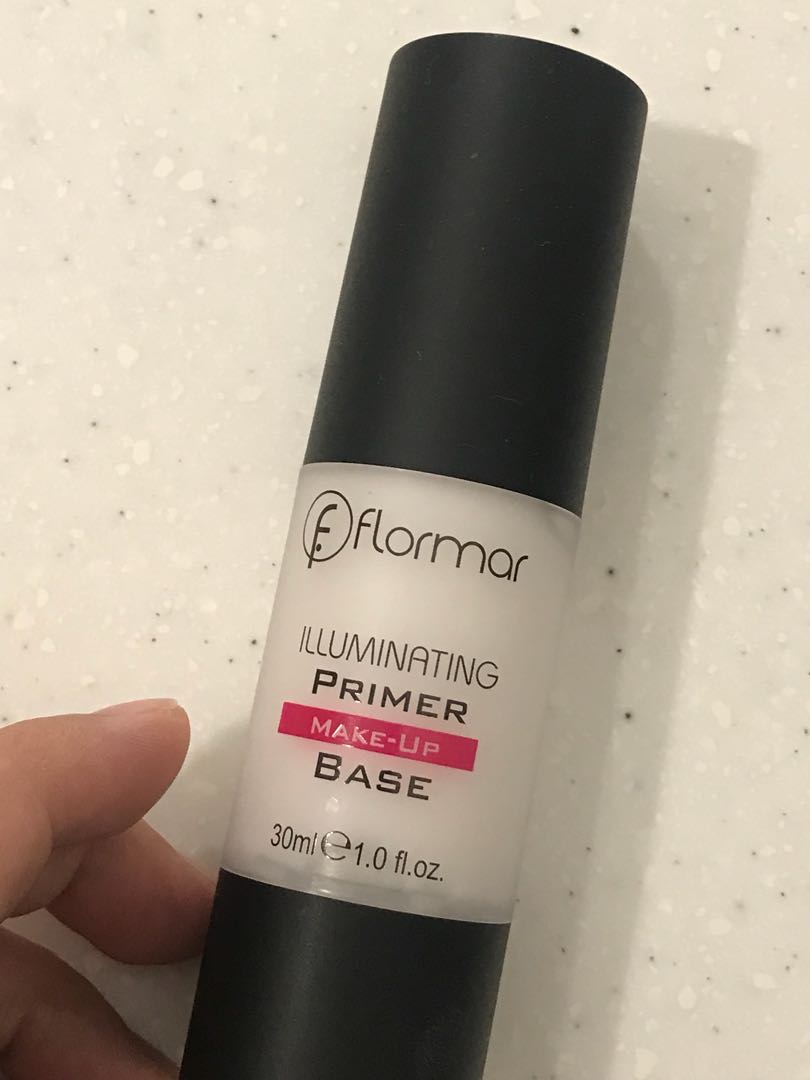 flormar
ILLUMINATING
PRIMER
MAKE-UP
BASE
30ml ℮ 1.0 fl.oz.